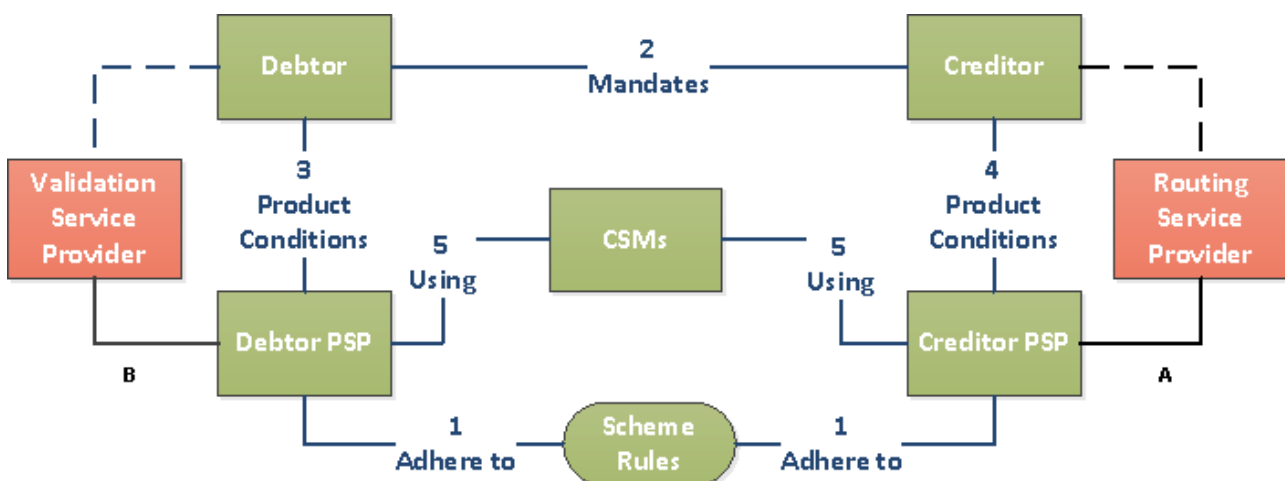 Debtor
2
Mandates
Creditor
Validation
Service
Provider
3
Product
Conditions
CSMs
4
Product
Conditions
Routing
Service
Provider
5
Using
5
Using
Debtor PSP
Creditor PSP
B
A
1
Adhere to
Scheme
Rules
1
Adhere to